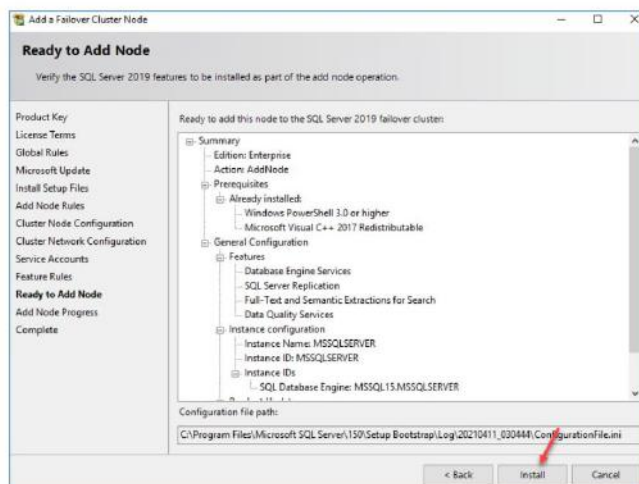 Add a Failover Cluster Node
Ready to Add Node
Verify the SQL Server 2019 features to be installed as part of the add node operation.
Product Key
License Terms
Global Rules
Microsoft Update
Install Setup Files
Add Node Rules
Cluster Node Configuration
Cluster Network Configuration
Service Accounts
Feature Rules
Ready to Add Node
Add Node Progress
Complete
Ready to add this node to the SQL Server 2019 failover cluster:
Summary
Edition: Enterprise
Action: AddNode
Prerequisites
Already installed:
Windows PowerShell 3.0 or higher
Microsoft Visual C++ 2017 Redistributable
General Configuration
Features
Database Engine Services
SQL Server Replication
Full-Text and Semantic Extractions for Search
Data Quality Services
Instance configuration
Instance Name: MSSQLSERVER
Instance ID: MSSQLSERVER
Instance IDs
SQL Database Engine: MSSQL15.MSSQLSERVER
Configuration file path:
C:\Program Files\Microsoft SQL Server\150\Setup Bootstrap\Log\20210411_030444\ConfigurationFile.ini
< Back
Install
Cancel